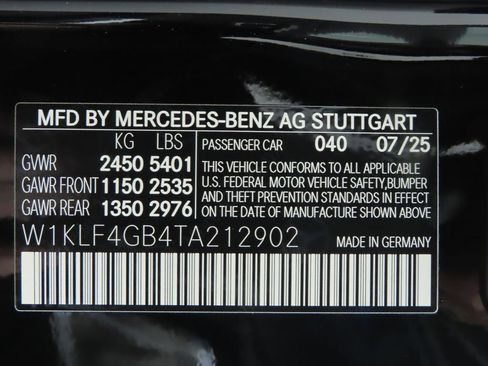 MFD BY MERCEDES-BENZ AG STUTTGART
KG LBS
GVWR 2450 5401
GAWR FRONT 1150 2535
GAWR REAR 1350 2976
PASSENGER CAR 040 07/25
THIS VEHICLE CONFORMS TO ALL APPLICABLE
U.S. FEDERAL MOTOR VEHICLE SAFETY,BUMPER
AND THEFT PREVENTION STANDARDS IN EFFECT
ON THE DATE OF MANUFACTURE SHOWN ABOVE.
W1KLF4GB4TA212902
MADE IN GERMANY